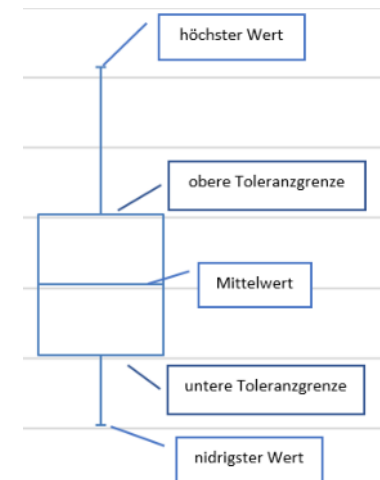 höchster Wert
obere Toleranzgrenze
Mittelwert
untere Toleranzgrenze
nidrigster Wert